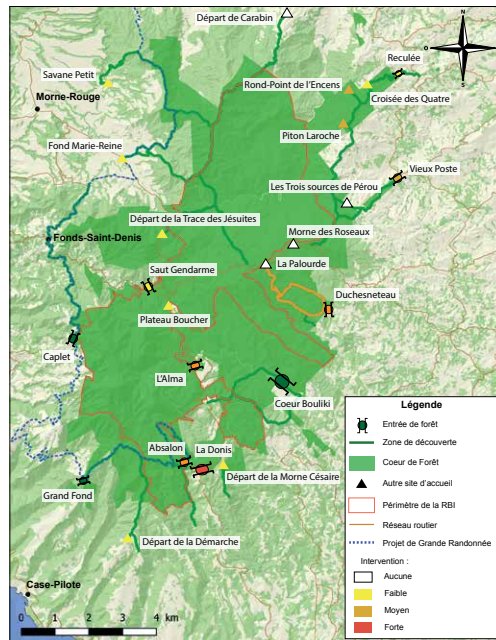 Départ de Carabin
N
O
E
S
Reculée
Savane Petit
Rond-Point de l'Encens
Croisée des Quatre
Morne-Rouge
Piton Laroche
Fond Marie-Reine
Vieux Poste
Les Trois sources de Pérou
Départ de la Trace des Jésuites
Fonds-Saint-Denis
Morne des Roseaux
La Palourde
Saut Gendarme
Duchesneteau
Plateau Boucher
Caplet
L'Alma
Coeur Bouliki
Absalon
La Donis
Départ de la Morne Césaire
Grand Fond
Départ de la Démarche
Case-Pilote
0 1 2 3 4 km
Légende
Entrée de forêt
Zone de découverte
Coeur de Forêt
Autre site d'accueil
Périmètre de la RBI
Réseau routier
Projet de Grande Randonnée
Intervention :
Aucune
Faible
Moyen
Forte